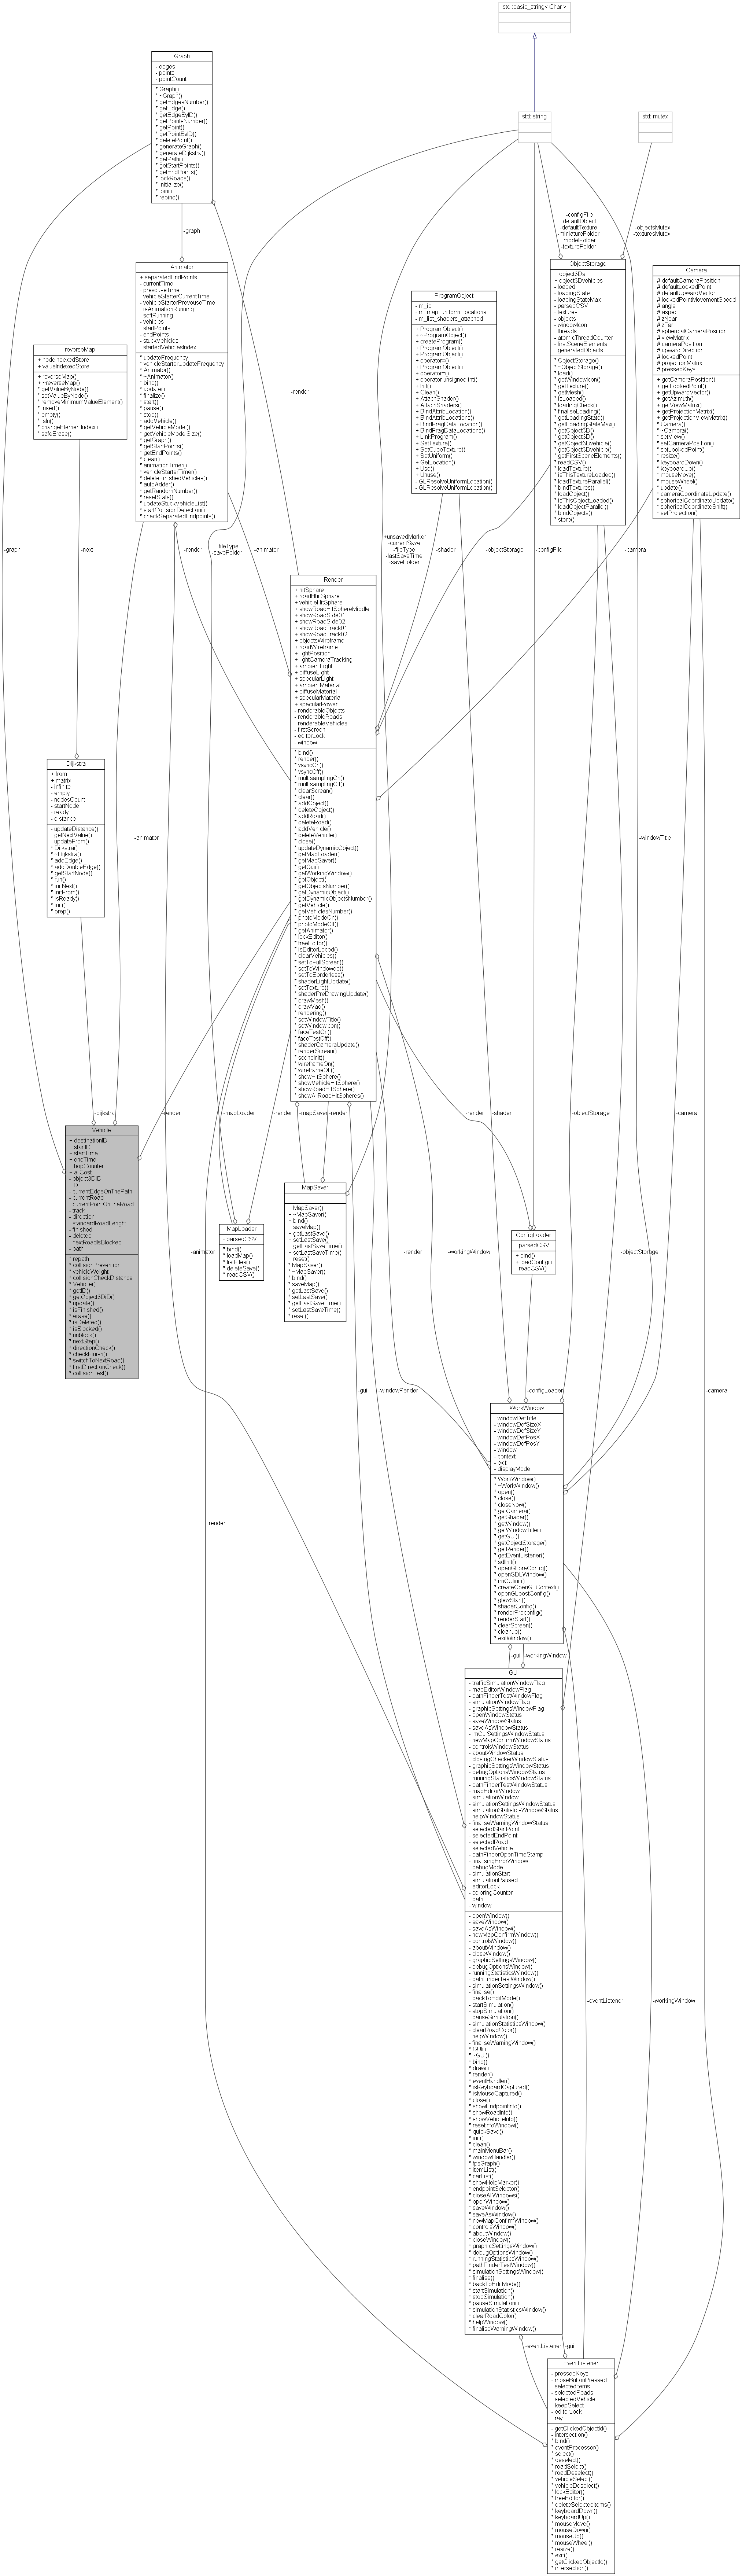 std::basic_string< Char >
Graph
- edges
- points
- pointCount
* Graph()
* ~Graph()
* getEdgesNumber()
* getEdge()
* getEdgeByID()
* getPointsNumber()
* getPoint()
* getPointByID()
* deletePoint()
* generateGraph()
* generateDijkstra()
* getPath()
* getStartPoints()
* getEndPoints()
* lockRoads()
* initialize()
* join()
* rebind()
std::string
std::mutex
-graph
-configFile
-defaultObject
-defaultTexture
-miniatureFolder
-modelFolder
-textureFolder
-objectsMutex
-texturesMutex
Animator
+ separatedEndPoints
- currentTime
- prevouseTime
- vehicleStarterCurrentTime
- vehicleStarterPrevouseTime
- isAnimationRunning
- softRunning
- vehicles
- startPoints
- endPoints
- stuckVehicles
- startedVehiclesIndex
* updateFrequency
* vehicleStarterUpdateFrequency
* Animator()
* ~Animator()
* bind()
* update()
* finalize()
* start()
* pause()
* stop()
* addVehicle()
* getVehicleModel()
* getVehicleModelSize()
* getGraph()
* getStartPoints()
* getEndPoints()
* clear()
* animationTimer()
* vehicleStarterTimer()
* deleteFinishedVehicles()
* autoAdder()
* getRandomNumber()
* resetStats()
* updateStuckVehicleList()
* startCollisionDetection()
* checkSeparatedEndpoints()
ObjectStorage
+ object3Ds
+ object3Dvehicles
- loaded
- loadingState
- loadingStateMax
- parsedCSV
- textures
- objects
- windowIcon
- threads
- atomicThreadCounter
- firstSceneElements
- generatedObjects
* ObjectStorage()
* ~ObjectStorage()
* load()
* getWindowIcon()
* getTexture()
* getMesh()
* isLoaded()
* loadingCheck()
* finaliseLoading()
* getLoadingState()
* getLoadingStateMax()
* getObject3D()
* getObject3D()
* getObject3Dvehicle()
* getObject3Dvehicle()
* getFirstSceneElements()
* readCSV()
* loadTexture()
* isThisTextureLoaded()
* loadTextureParallel()
* bindTextures()
* loadObject()
* isThisObjectLoaded()
* loadObjectParallel()
* bindObjects()
* store()
Camera
# defaultCameraPosition
# defaultLookedPoint
# defaultUpwardVector
# lookedPointMovementSpeed
# angle
# aspect
# zNear
# zFar
# sphericalCameraPosition
# viewMatrix
# cameraPosition
# upwardDirection
# lookedPoint
# projectionMatrix
# pressedKeys
+ getCameraPosition()
+ getLookedPoint()
+ getUpwardVector()
+ getAzimuth()
+ getViewMatrix()
+ getProjectionMatrix()
+ getProjectionViewMatrix()
* Camera()
* ~Camera()
* setView()
* setCameraPosition()
* setLookedPoint()
* resize()
* keyboardDown()
* keyboardUp()
* mouseMove()
* mouseWheel()
* update()
* cameraCoordinateUpdate()
* sphericalCoordinateUpdate()
* sphericalCoordinateShift()
* setProjection()
ProgramObject
- m_id
- m_map_uniform_locations
- m_list_shaders_attached
+ ProgramObject()
+ ~ProgramObject()
+ createProgram()
+ ProgramObject()
+ ProgramObject()
+ operator=()
+ ProgramObject()
+ operator=()
+ operator unsigned int()
+ Init()
+ Clean()
+ AttachShader()
+ AttachShaders()
+ BindAttribLocation()
+ BindAttribLocations()
+ BindFragDataLocation()
+ BindFragDataLocations()
+ LinkProgram()
+ SetTexture()
+ SetCubeTexture()
+ SetUniform()
+ GetLocation()
+ Use()
+ Unuse()
- GLResolveUniformLocation()
- GLResolveUniformLocation()
reverseMap
+ nodeIndexedStore
+ valueIndexedStore
* reverseMap()
* ~reverseMap()
* getValueByNode()
* setValueByNode()
* removeMinimumValueElement()
* insert()
* empty()
* isIn()
* changeElementIndex()
* safeErase()
-render
-graph
-next
-render
-fileType
-saveFolder
-animator
+unsavedMarker
-currentSave
-fileType
-lastSaveTime
-saveFolder
-shader
-objectStorage
-configFile
-camera
Render
+ hitSphare
+ roadHhitSphare
+ vehicleHitSphare
+ showRoadHitSphereMiddle
+ showRoadSide01
+ showRoadSide02
+ showRoadTrack01
+ showRoadTrack02
+ objectsWireframe
+ roadWireframe
+ lightPosition
+ lightCameraTracking
+ ambientLight
+ diffuseLight
+ specularLight
+ ambientMaterial
+ diffuseMaterial
+ specularMaterial
+ specularPower
- renderableObjects
- renderableRoads
- renderableVehicles
- firstScreen
- editorLock
- window
* bind()
* render()
* vsyncOn()
* vsyncOff()
* multisamplingOn()
* multisamplingOff()
* clearScrean()
* clear()
* addObject()
* deleteObject()
* addRoad()
* deleteRoad()
* addVehicle()
* deleteVehicle()
* close()
* updateDynamicObject()
* getMapLoader()
* getMapSaver()
* getGui()
* getWorkingWindow()
* getObject()
* getObjectsNumber()
* getDynamicObject()
* getDynamicObjectsNumber()
* getVehicle()
* getVehiclesNumber()
* photoModeOn()
* photoModeOff()
* getAnimator()
* lockEditor()
* freeEditor()
* isEditorLoced()
* clearVehicles()
* setToFullScreen()
* setToWindowed()
* setToBorderless()
* shaderLightUpdate()
* setTexture()
* shaderPreDrawingUpdate()
* drawMesh()
* drawVao()
* rendering()
* setWindowTitle()
* setWindowIcon()
* faceTestOn()
* faceTestOff()
* shaderCameraUpdate()
* renderScrean()
* sceneInit()
* wireframeOn()
* wireframeOff()
* showHitSphere()
* showVehicleHitSphere()
* showRoadHitSphere()
* showAllRoadHitSpheres()
Dijkstra
+ from
+ matrix
- infinite
- empty
- nodesCount
- startNode
- ready
- distance
- updateDistance()
- getNextValue()
- updateFrom()
* Dijkstra()
* ~Dijkstra()
* addEdge()
* addDoubleEdge()
* getStartNode()
* run()
* initNext()
* initFrom()
* isReady()
* init()
* prep()
-animator
-windowTitle
-dijkstra
-render
-mapLoader
-render
-mapSaver
-render
-render
-shader
-objectStorage
-camera
Vehicle
+ destinationID
+ startID
+ startTime
+ endTime
+ hopCounter
+ allCost
- object3DiD
- ID
- currentEdgeOnThePath
- currentRoad
- currentPointOnTheRoad
- track
- direction
- standardRoadLenght
- finished
- deleted
- nextRoadIsBlocked
- path
* repath
* collisionPrevention
* vehicleWeight
* collisionCheckDistance
* Vehicle()
* getID()
* getObject3DiD()
* update()
* isFinished()
* erase()
* isDeleted()
* isBlocked()
* unblock()
* nextStep()
* directionCheck()
* checkFinish()
* switchToNextRoad()
* firstDirectionCheck()
* collisionTest()
MapSaver
+ MapSaver()
+ ~MapSaver()
+ bind()
+ saveMap()
+ getLastSave()
+ setLastSave()
+ getLastSaveTime()
+ setLastSaveTime()
+ reset()
* MapSaver()
* ~MapSaver()
* bind()
* saveMap()
* getLastSave()
* setLastSave()
* getLastSaveTime()
* setLastSaveTime()
* reset()
MapLoader
- parsedCSV
* bind()
* loadMap()
* listFiles()
* deleteSave()
* readCSV()
ConfigLoader
- parsedCSV
+ bind()
+ loadConfig()
- readCSV()
-animator
-render
-workingWindow
-objectStorage
-gui
-windowRender
-configLoader
-camera
WorkWindow
- windowDefTitle
- windowDefSizeX
- windowDefSizeY
- windowDefPosX
- windowDefPosY
- window
- context
- exit
- displayMode
* WorkWindow()
* ~WorkWindow()
* open()
* close()
* closeNow()
* getCamera()
* getShader()
* getWindow()
* getWindowTitle()
* getGUI()
* getObjectStorage()
* getRender()
* getEventListener()
* sdlInit()
* openGLpreConfig()
* openSDLWindow()
* imGUIinit()
* createOpenGLContext()
* openGLpostConfig()
* glewStart()
* shaderConfig()
* renderPreconfig()
* renderStart()
* clearScreen()
* cleanup()
* exitWindow()
-render
-gui
-workingWindow
GUI
- trafficSimulationWindowFlag
- mapEditorWindowFlag
- pathFinderTestWindowFlag
- simulationWindowFlag
- graphicSettingsWindowFlag
- openWindowStatus
- saveWindowStatus
- saveAsWindowStatus
- ImGuiSettingsWindowStatus
- newMapConfirmWindowStatus
- controlsWindowStatus
- aboutWindowStatus
- closingCheckerWindowStatus
- graphicSettingsWindowStatus
- debugOptionsWindowStatus
- runningStatisticsWindowStatus
- pathFinderTestWindowStatus
- mapEditorWindow
- simulationWindow
- simulationSettingsWindowStatus
- simulationStatisticsWindowStatus
- helpWindowStatus
- finaliseWarningWindowStatus
- selectedStartPoint
- selectedEndPoint
- selectedRoad
- selectedVehicle
- pathFinderOpenTimeStamp
- finalisingErrorWindow
- debugMode
- simulationStart
- simulationPaused
- editorLock
- coloringCounter
- path
- window
- openWindow()
- saveWindow()
- saveAsWindow()
- newMapConfirmWindow()
- controlsWindow()
- aboutWindow()
- closeWindow()
- graphicSettingsWindow()
- debugOptionsWindow()
- runningStatisticsWindow()
- pathFinderTestWindow()
- simulationSettingsWindow()
- finalise()
- backToEditMode()
- startSimulation()
- stopSimulation()
- pauseSimulation()
- simulationStatisticsWindow()
- clearRoadColor()
- helpWindow()
- finaliseWarningWindow()
* GUI()
* ~GUI()
* bind()
* draw()
* render()
* eventHandler()
* isKeyboardCaptured()
* isMouseCaptured()
* close()
* showEndpointInfo()
* showRoadInfo()
* showVehicleInfo()
* resetInfoWindow()
* quickSave()
* init()
* clean()
* mainMenuBar()
* windowHandler()
* fpsGraph()
* itemList()
* carList()
* showHelpMarker()
* endpointSelector()
* closeAllWindows()
* openWindow()
* saveWindow()
* saveAsWindow()
* newMapConfirmWindow()
* controlsWindow()
* aboutWindow()
* closeWindow()
* graphicSettingsWindow()
* debugOptionsWindow()
* runningStatisticsWindow()
* pathFinderTestWindow()
* simulationSettingsWindow()
* finalise()
* backToEditMode()
* startSimulation()
* stopSimulation()
* pauseSimulation()
* simulationStatisticsWindow()
* clearRoadColor()
* helpWindow()
* finaliseWarningWindow()
-eventListener
-workingWindow
-eventListener
-gui
EventListener
- pressedKeys
- moseButtonPressed
- selectedItems
- selectedRoads
- selectedVehicle
- keepSelect
- editorLock
- ray
- getClickedObjectId()
- intersection()
* bind()
* eventProcessor()
* select()
* deselect()
* roadSelect()
* roadDeselect()
* vehicleSelect()
* vehicleDeselect()
* lockEditor()
* freeEditor()
* deleteSelectedItems()
* keyboardDown()
* keyboardUp()
* mouseMove()
* mouseDown()
* mouseUp()
* mouseWheel()
* resize()
* exit()
* getClickedObjectId()
* intersection()